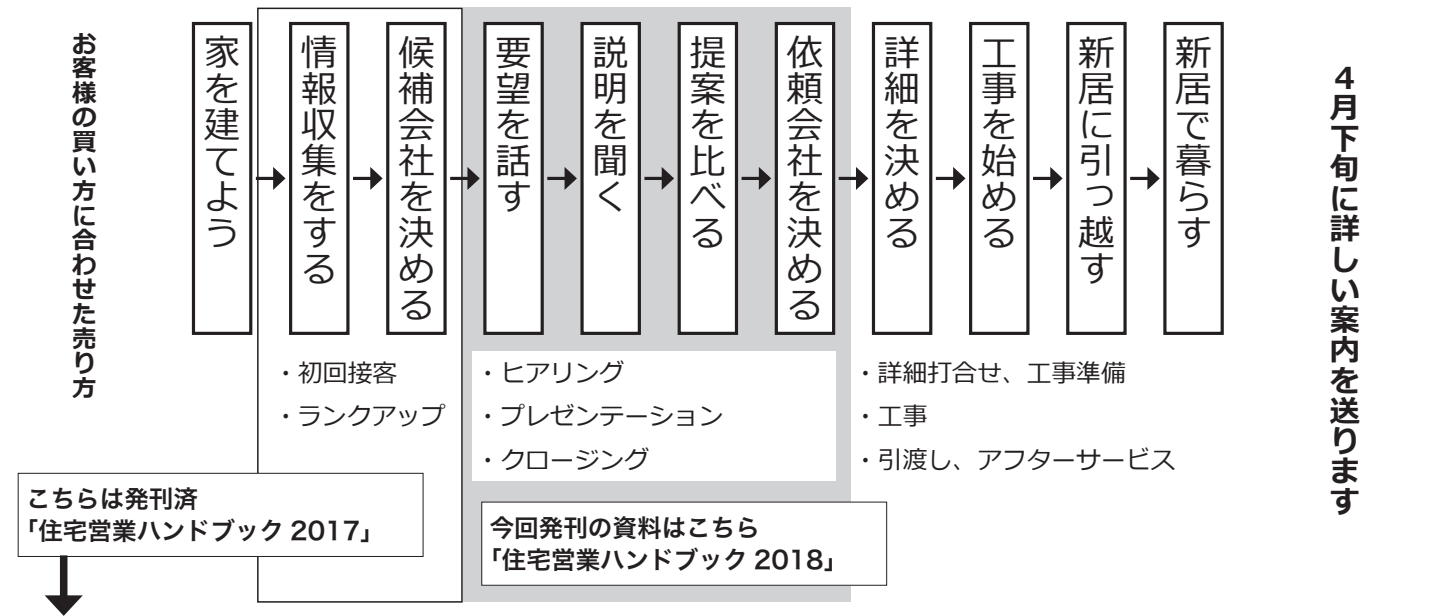 お客様の買い方に合わせた売り方
家を建てよう
情報収集をする
候補会社を決める
要望を話す
説明を聞く
提案を比べる
依頼会社を決める
詳細を決める
工事を始める
新居に引っ越す
新居で暮らす
・初回接客
・ランクアップ
・ヒアリング
・プレゼンテーション
・クロージング
・詳細打合せ、工事準備
・工事
・引渡し、アフターサービス
こちらは発刊済
「住宅営業ハンドブック 2017」
今回発刊の資料はこちら
「住宅営業ハンドブック 2018」
4月下旬に詳しい案内を送ります